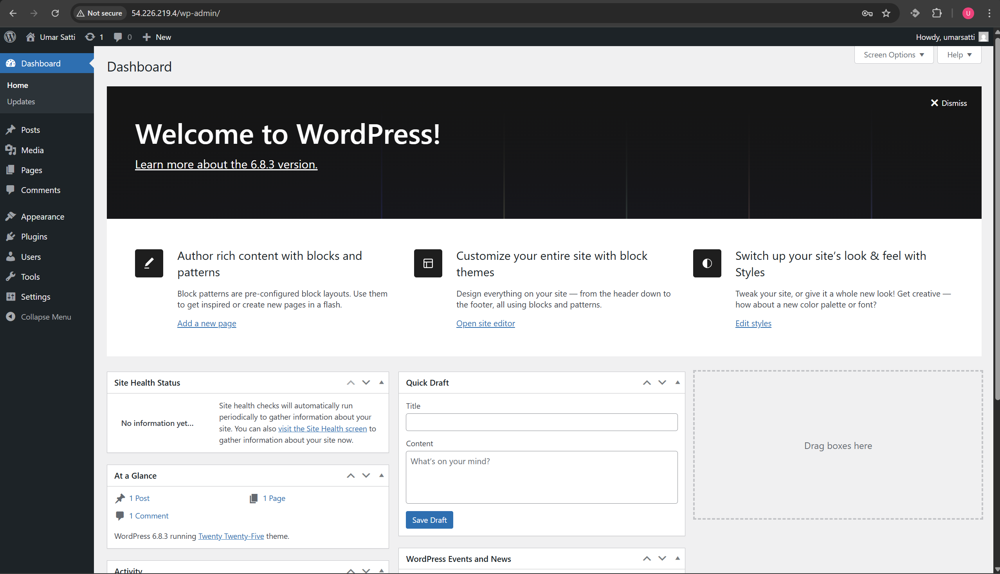 Not secure
54.226.219.4/wp-admin/
U
Umar Satti
1
0
New
Howdy, umarsatti
Dashboard
Home
Updates
Posts
Media
Pages
Comments
Appearance
Plugins
Users
Tools
Settings
Collapse Menu
Screen Options
Help
Dashboard
Dismiss
Welcome to WordPress!
Learn more about the 6.8.3 version.
Author rich content with blocks and
patterns
Block patterns are pre-configured block layouts. Use them
to get inspired or create new pages in a flash.
Add a new page
Customize your entire site with block
themes
Design everything on your site — from the header down to
the footer, all using blocks and patterns.
Open site editor
Switch up your site’s look & feel with
Styles
Tweak your site, or give it a whole new look! Get creative —
how about a new color palette or font?
Edit styles
Site Health Status
No information yet…
Site health checks will automatically run
periodically to gather information about your
site. You can also visit the Site Health screen to
gather information about your site now.
At a Glance
1 Post
1 Page
1 Comment
WordPress 6.8.3 running Twenty Twenty-Five theme.
Activity
Quick Draft
Title
Content
What’s on your mind?
Save Draft
WordPress Events and News
Drag boxes here